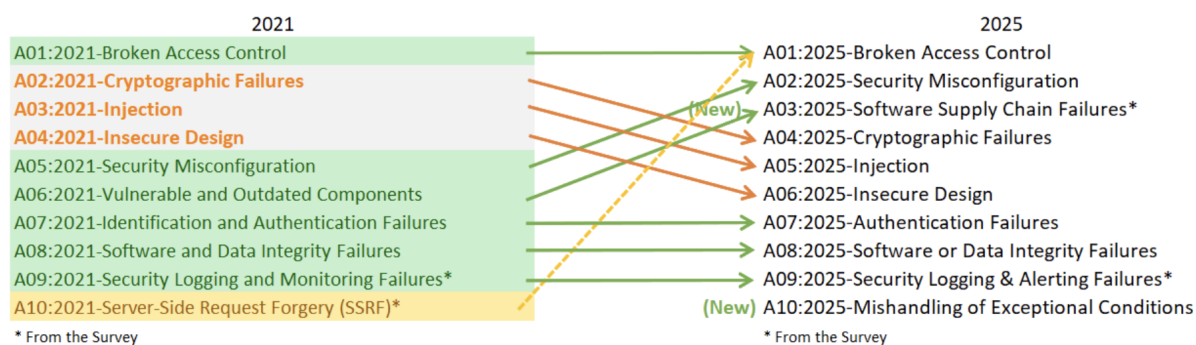 2021
A01:2021-Broken Access Control
A02:2021-Cryptographic Failures
A03:2021-Injection
A04:2021-Insecure Design
A05:2021-Security Misconfiguration
A06:2021-Vulnerable and Outdated Components
A07:2021-Identification and Authentication Failures
A08:2021-Software and Data Integrity Failures
A09:2021-Security Logging and Monitoring Failures*
A10:2021-Server-Side Request Forgery (SSRF)*
* From the Survey
2025
A01:2025-Broken Access Control
A02:2025-Security Misconfiguration
(New) A03:2025-Software Supply Chain Failures*
A04:2025-Cryptographic Failures
A05:2025-Injection
A06:2025-Insecure Design
A07:2025-Authentication Failures
A08:2025-Software or Data Integrity Failures
A09:2025-Security Logging & Alerting Failures*
(New) A10:2025-Mishandling of Exceptional Conditions
* From the Survey